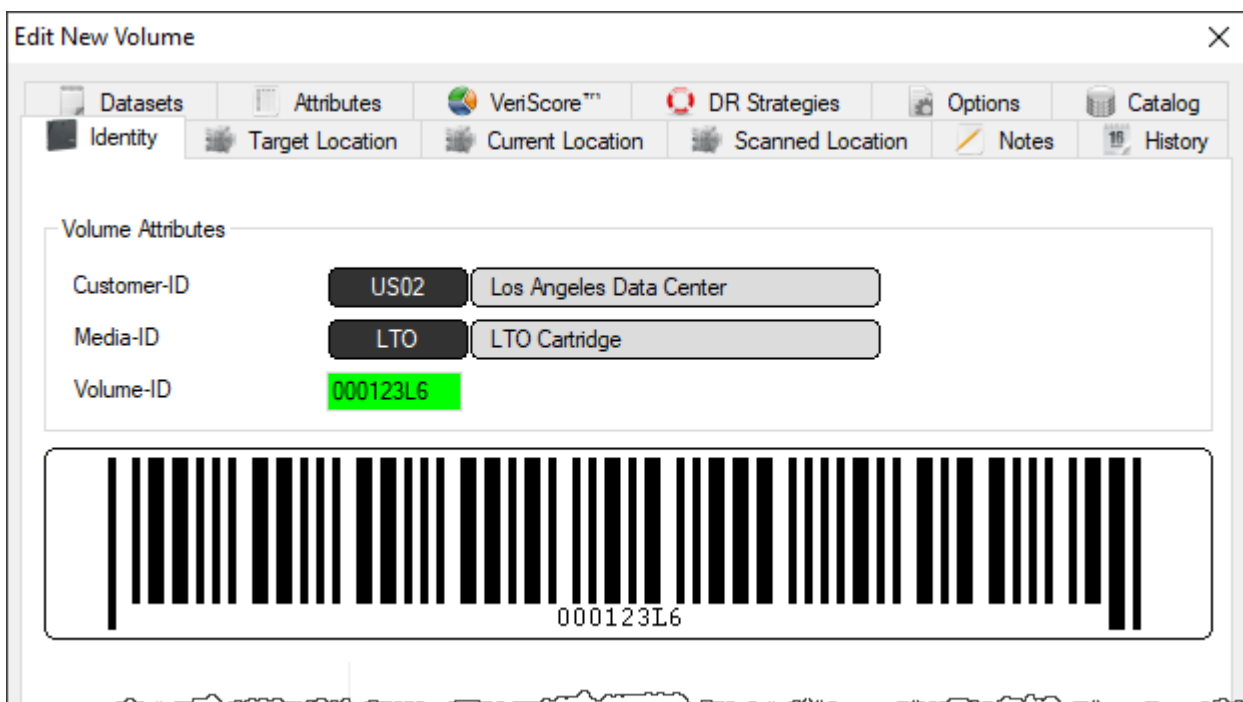 Edit New Volume
Datasets Attributes VeriScore™ DR Strategies Options Catalog
Identity Target Location Current Location Scanned Location Notes 16 History
Volume Attributes
Customer-ID US02 Los Angeles Data Center
Media-ID LTO LTO Cartridge
Volume-ID 000123L6
000123L6